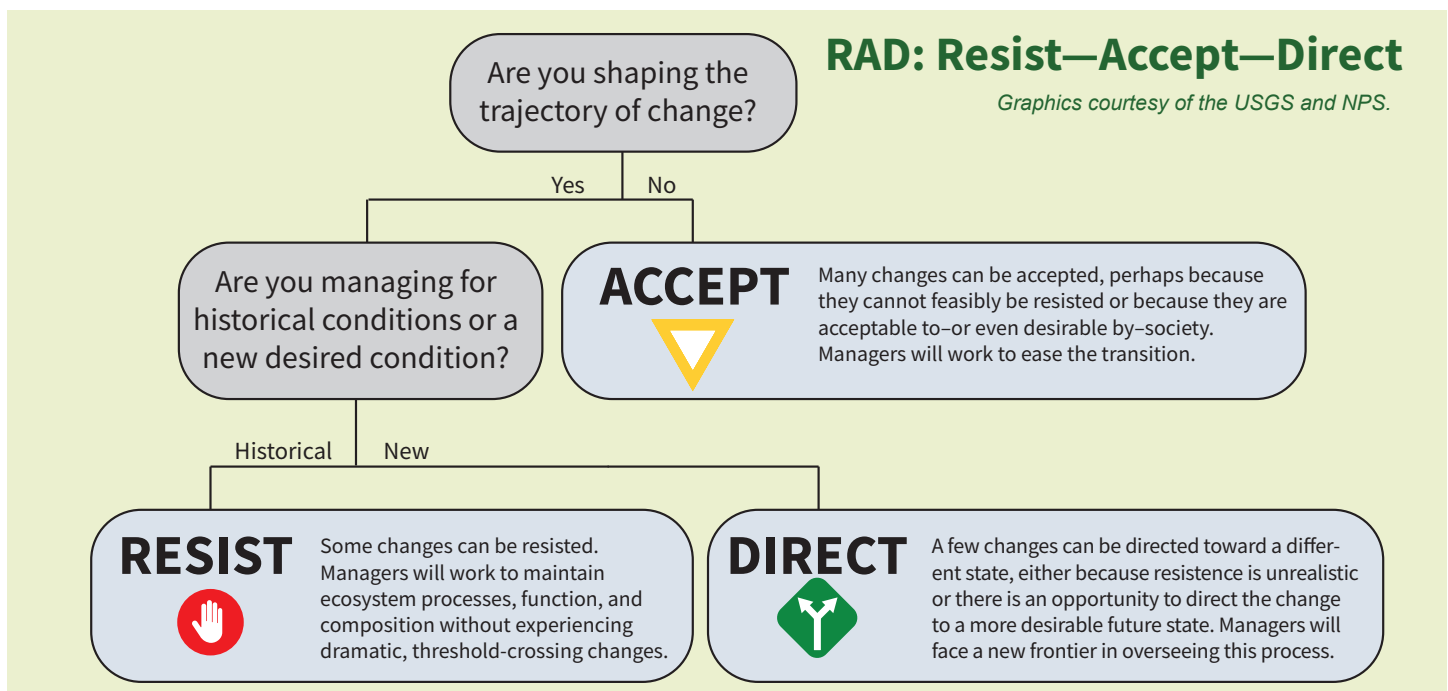 RAD: Resist—Accept—Direct
Graphics courtesy of the USGS and NPS.
Are you shaping the
trajectory of change?
Yes
No
Are you managing for
historical conditions or a
new desired condition?
ACCEPT
Many changes can be accepted, perhaps because
they cannot feasibly be resisted or because they are
acceptable to–or even desirable by–society.
Managers will work to ease the transition.
Historical
New
RESIST
Some changes can be resisted.
Managers will work to maintain
ecosystem processes, function, and
composition without experiencing
dramatic, threshold-crossing changes.
DIRECT
A few changes can be directed toward a differ-
ent state, either because resistence is unrealistic
or there is an opportunity to direct the change
to a more desirable future state. Managers will
face a new frontier in overseeing this process.